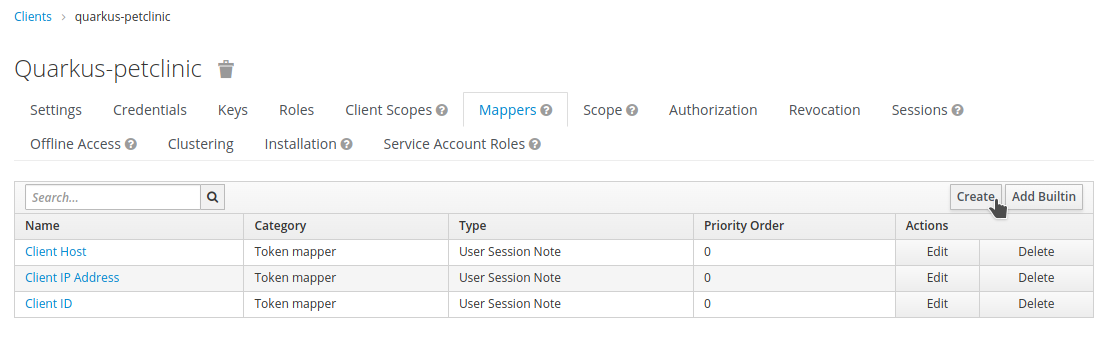 Clients › quarkus-petclinic
Quarkus-petclinic
Settings Credentials Keys Roles Client Scopes ? Mappers ? Scope ? Authorization Revocation Sessions ?
Offline Access ? Clustering Installation ? Service Account Roles ?
Search... Create Add Builtin
Name Category Type Priority Order Actions
Client Host Token mapper User Session Note 0 Edit Delete
Client IP Address Token mapper User Session Note 0 Edit Delete
Client ID Token mapper User Session Note 0 Edit Delete